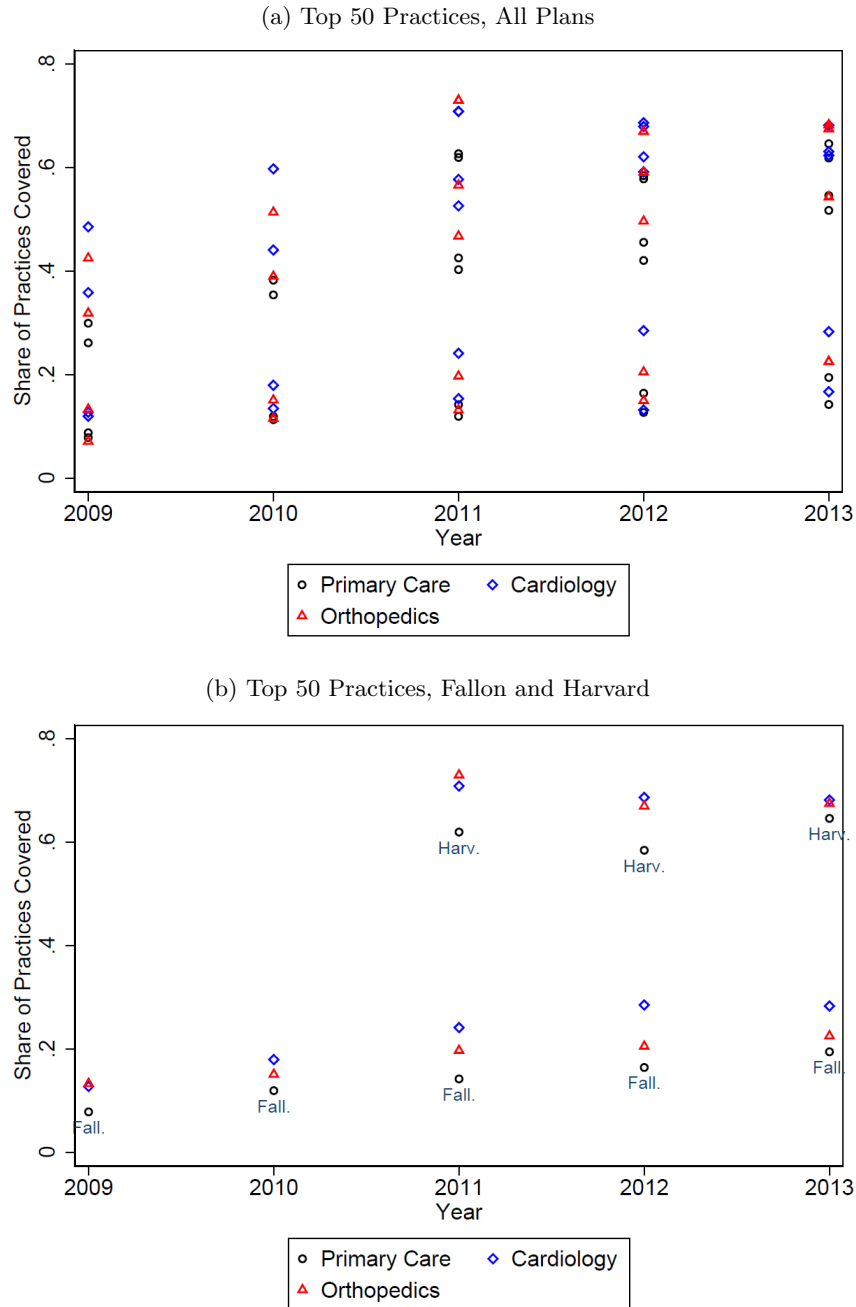 (a) Top 50 Practices, All Plans
.8
.6
.4
.2
0
Share of Practices Covered
2009 2010 2011 2012 2013
Year
Primary Care Cardiology
Orthopedics
(b) Top 50 Practices, Fallon and Harvard
.8
.6
.4
.2
0
Share of Practices Covered
Harv. Harv. Harv.
Fall. Fall. Fall. Fall. Fall.
2009 2010 2011 2012 2013
Year
Primary Care Cardiology
Orthopedics